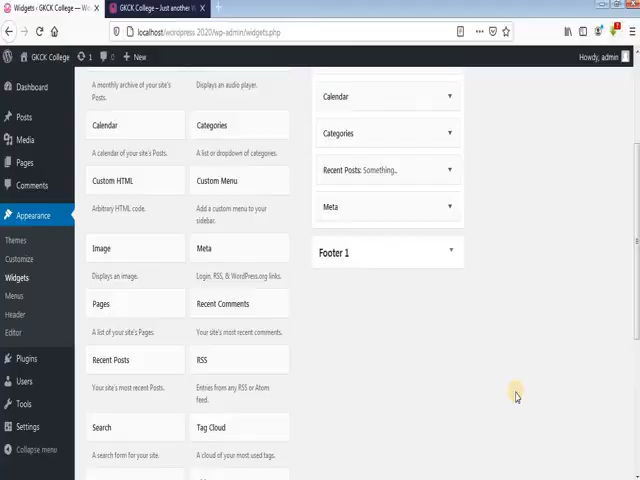 Widgets ‹ GKCK College — Wor
GKCK College – Just another W
localhost/woropress 2020/wp-admin/widgets.php
GKCK College
1
0
+ New
Howdy, admin
Dashboard
Posts
Media
Pages
Comments
Appearance
Themes
Customize
Widgets
Menus
Header
Editor
Plugins
Users
Tools
Settings
Collapse menu
A monthly archive of your site's
Posts.
Displays an audio player.
Calendar
Categories
A calendar of your site's Posts.
A list or dropdown of categories.
Custom HTML
Custom Menu
Arbitrary HTML code.
Add a custom menu to your
sidebar.
Image
Meta
Displays an image.
Login, RSS, & WordPress.org links.
Pages
Recent Comments
A list of your site's Pages.
Your site's most recent comments.
Recent Posts
RSS
Your site's most recent Posts.
Entries from any RSS or Atom
feed.
Search
Tag Cloud
A search form for your site.
A cloud of your most used tags.
Calendar
Categories
Recent Posts: Something..
Meta
Footer 1